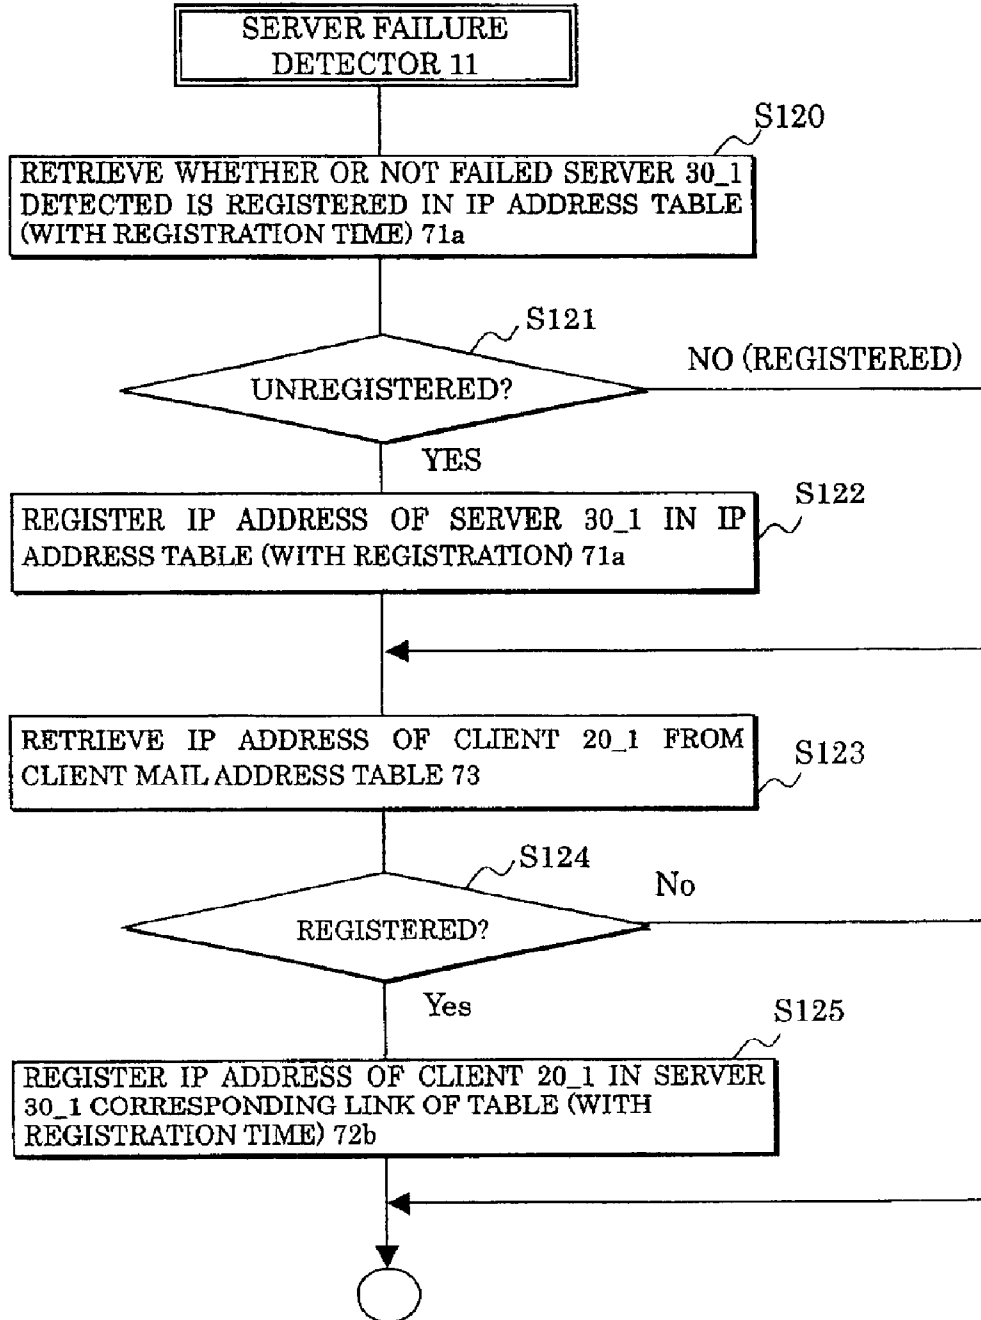 SERVER FAILURE
DETECTOR 11
S120
RETRIEVE WHETHER OR NOT FAILED SERVER 30_1
DETECTED IS REGISTERED IN IP ADDRESS TABLE
(WITH REGISTRATION TIME) 71a
S121
NO (REGISTERED)
UNREGISTERED?
YES
S122
REGISTER IP ADDRESS OF SERVER 30_1 IN IP
ADDRESS TABLE (WITH REGISTRATION) 71a
RETRIEVE IP ADDRESS OF CLIENT 20_1 FROM
CLIENT MAIL ADDRESS TABLE 73
S123
S124
No
REGISTERED?
Yes
S125
REGISTER IP ADDRESS OF CLIENT 20_1 IN SERVER
30_1 CORRESPONDING LINK OF TABLE (WITH
REGISTRATION TIME) 72b